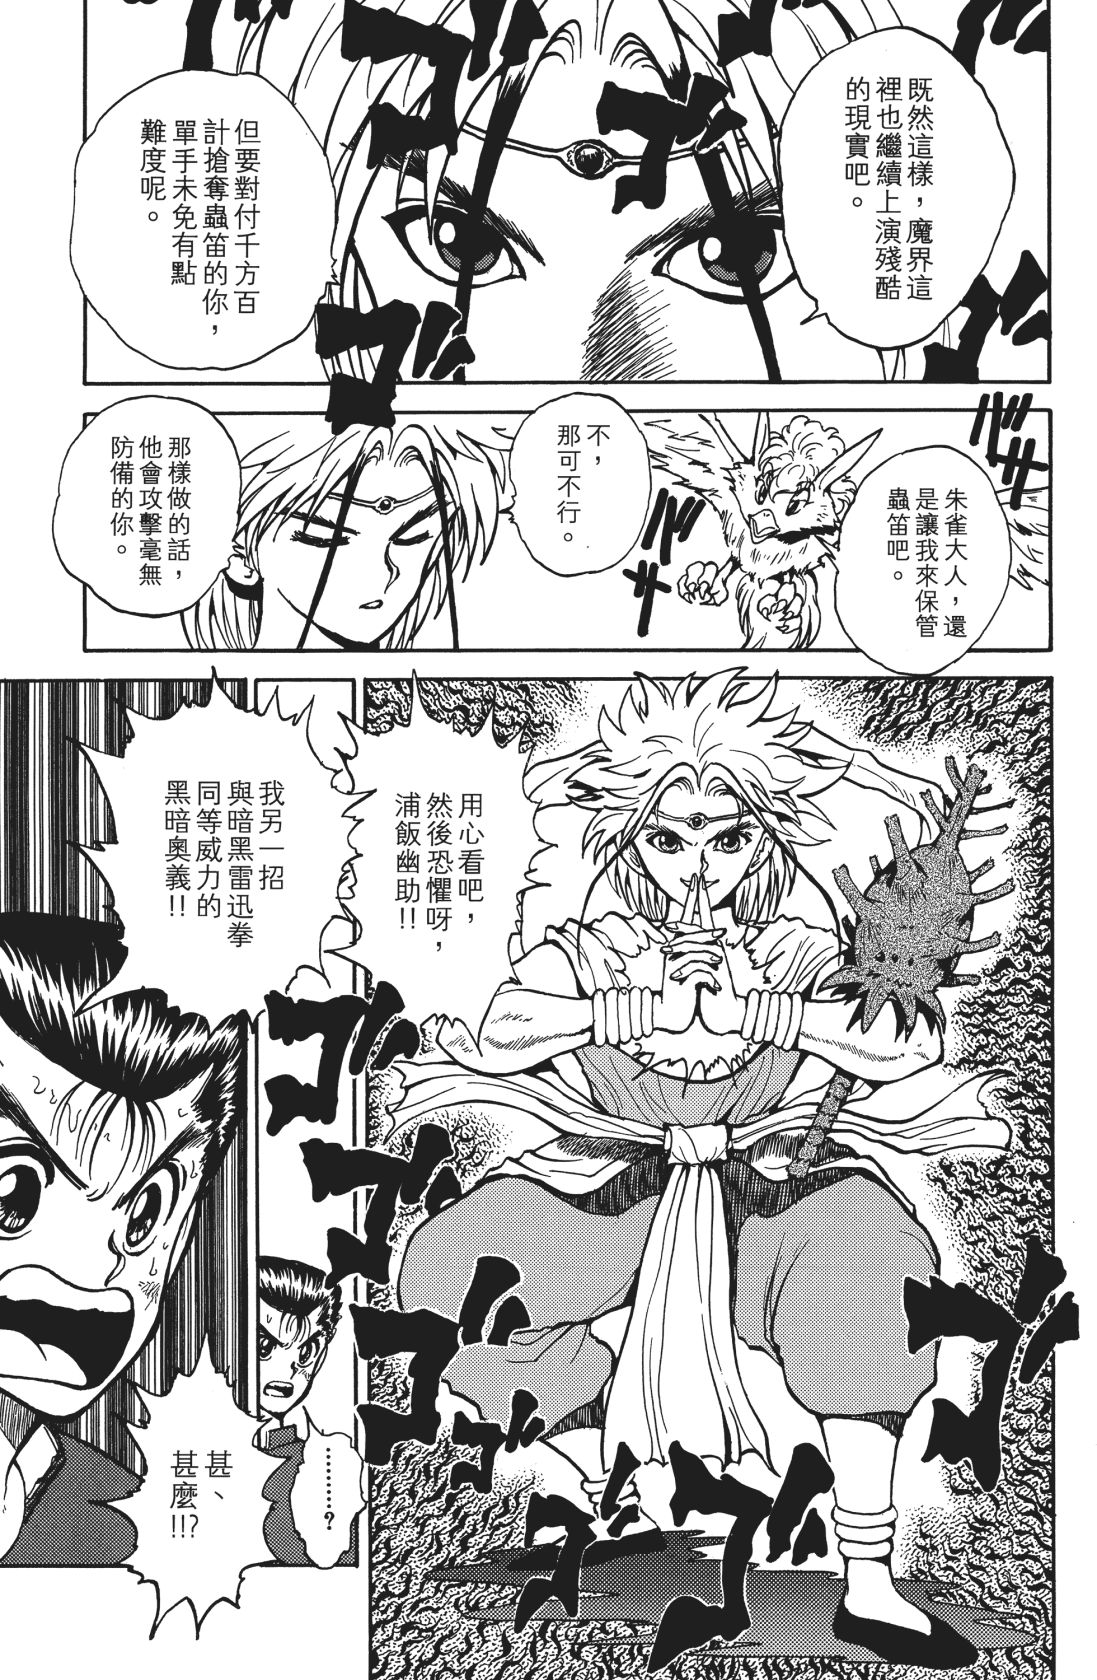 既然這樣，魔界這
裡也繼續上演殘酷
的現實吧。
但要對付千方百
計搶奪蟲笛的你，
單手未免有點
難度呢。
朱雀大人，還
是讓我來保管
蟲笛吧。
不，
那可不行。
那樣做的話，
他會攻擊毫無
防備的你。
用心看吧，
然後恐懼呀，
浦飯幽助!!
我另一招
與暗黑雷迅拳
同等威力的
黑暗奧義!!
………?
甚、
甚麼!!?